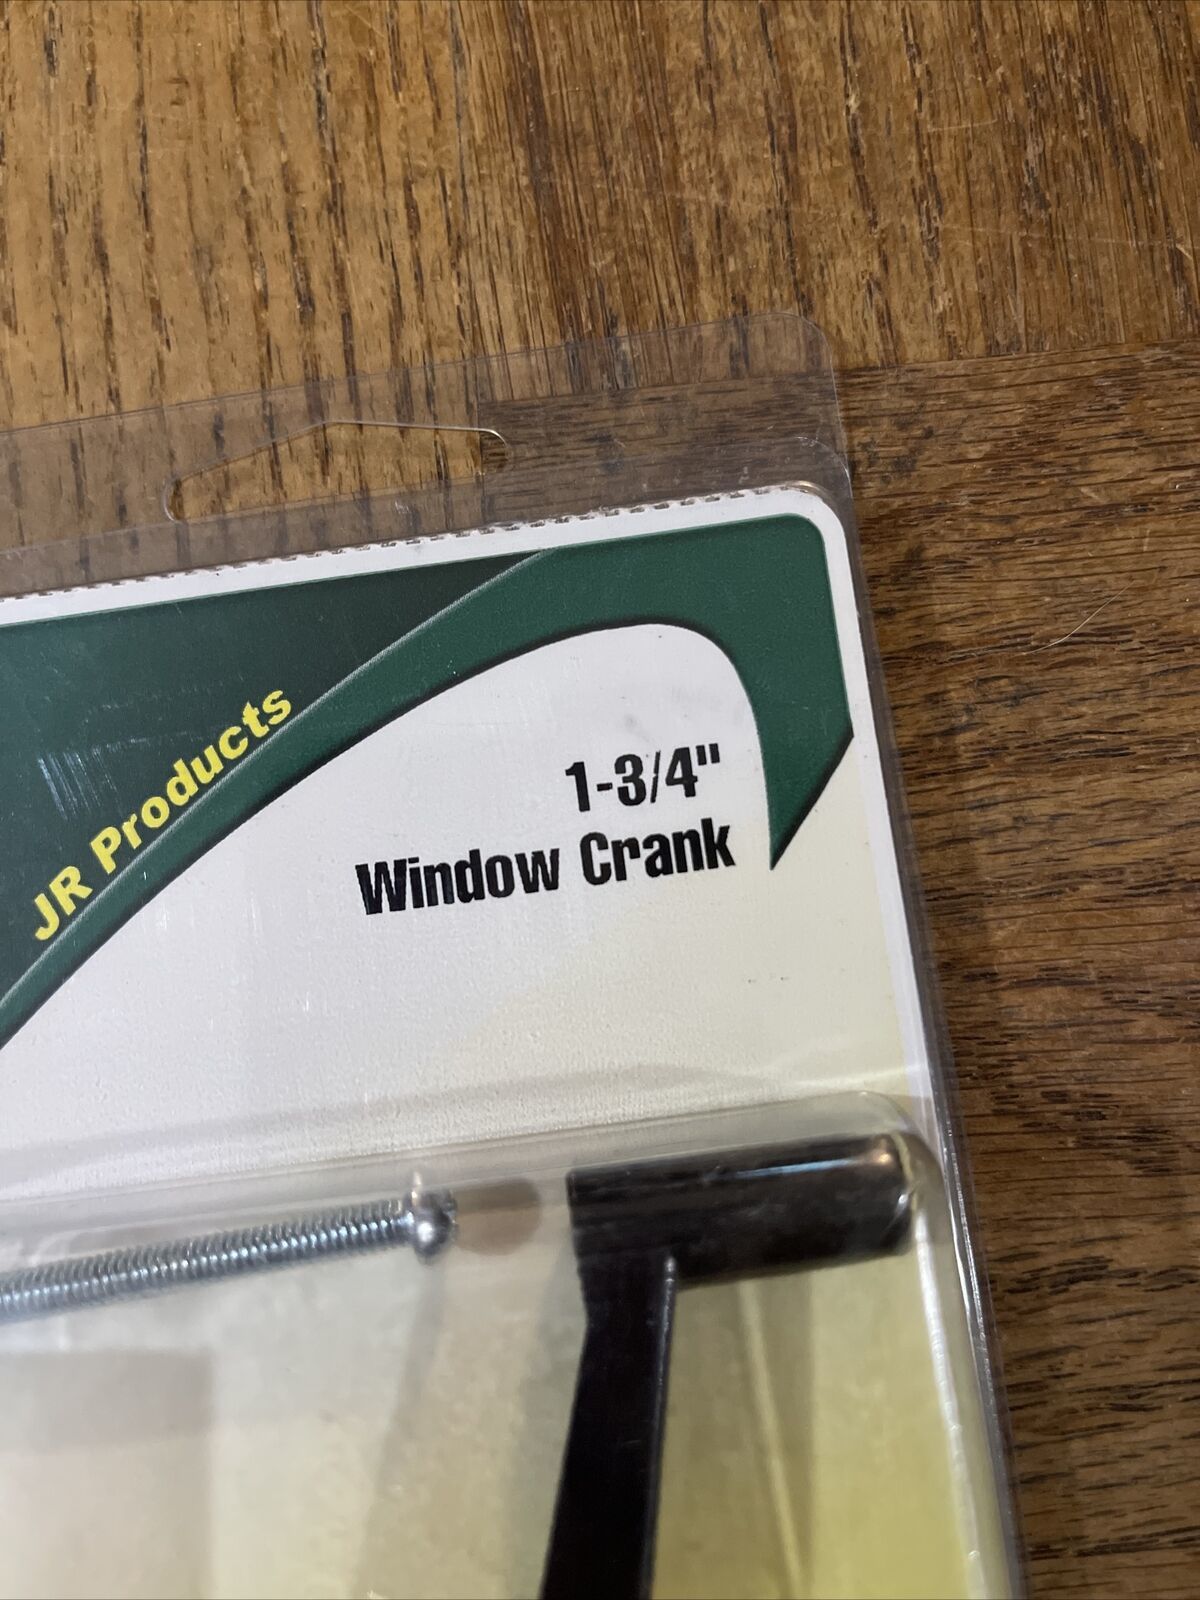 JR Products
1-3/4"
Window Crank